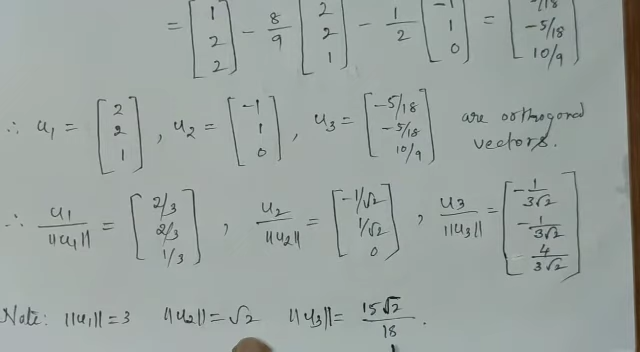 = [1 2 2] - 8/9 [2 2 1] - 1/2 [-1 1 0] = [-5/18 -5/18 10/9]
∴ u₁ = [2 2 1], u₂ = [-1 1 0], u₃ = [-5/18 -5/18 10/9] are orthogonal vectors.
∴ u₁/||u₁|| = [2/3 2/3 1/3], u₂/||u₂|| = [-1/√2 1/√2 0], u₃/||u₃|| = [-1/3√2 -1/3√2 4/3√2]
Note: ||u₁|| = 3 ||u₂|| = √2 ||u₃|| = 15√2/18.